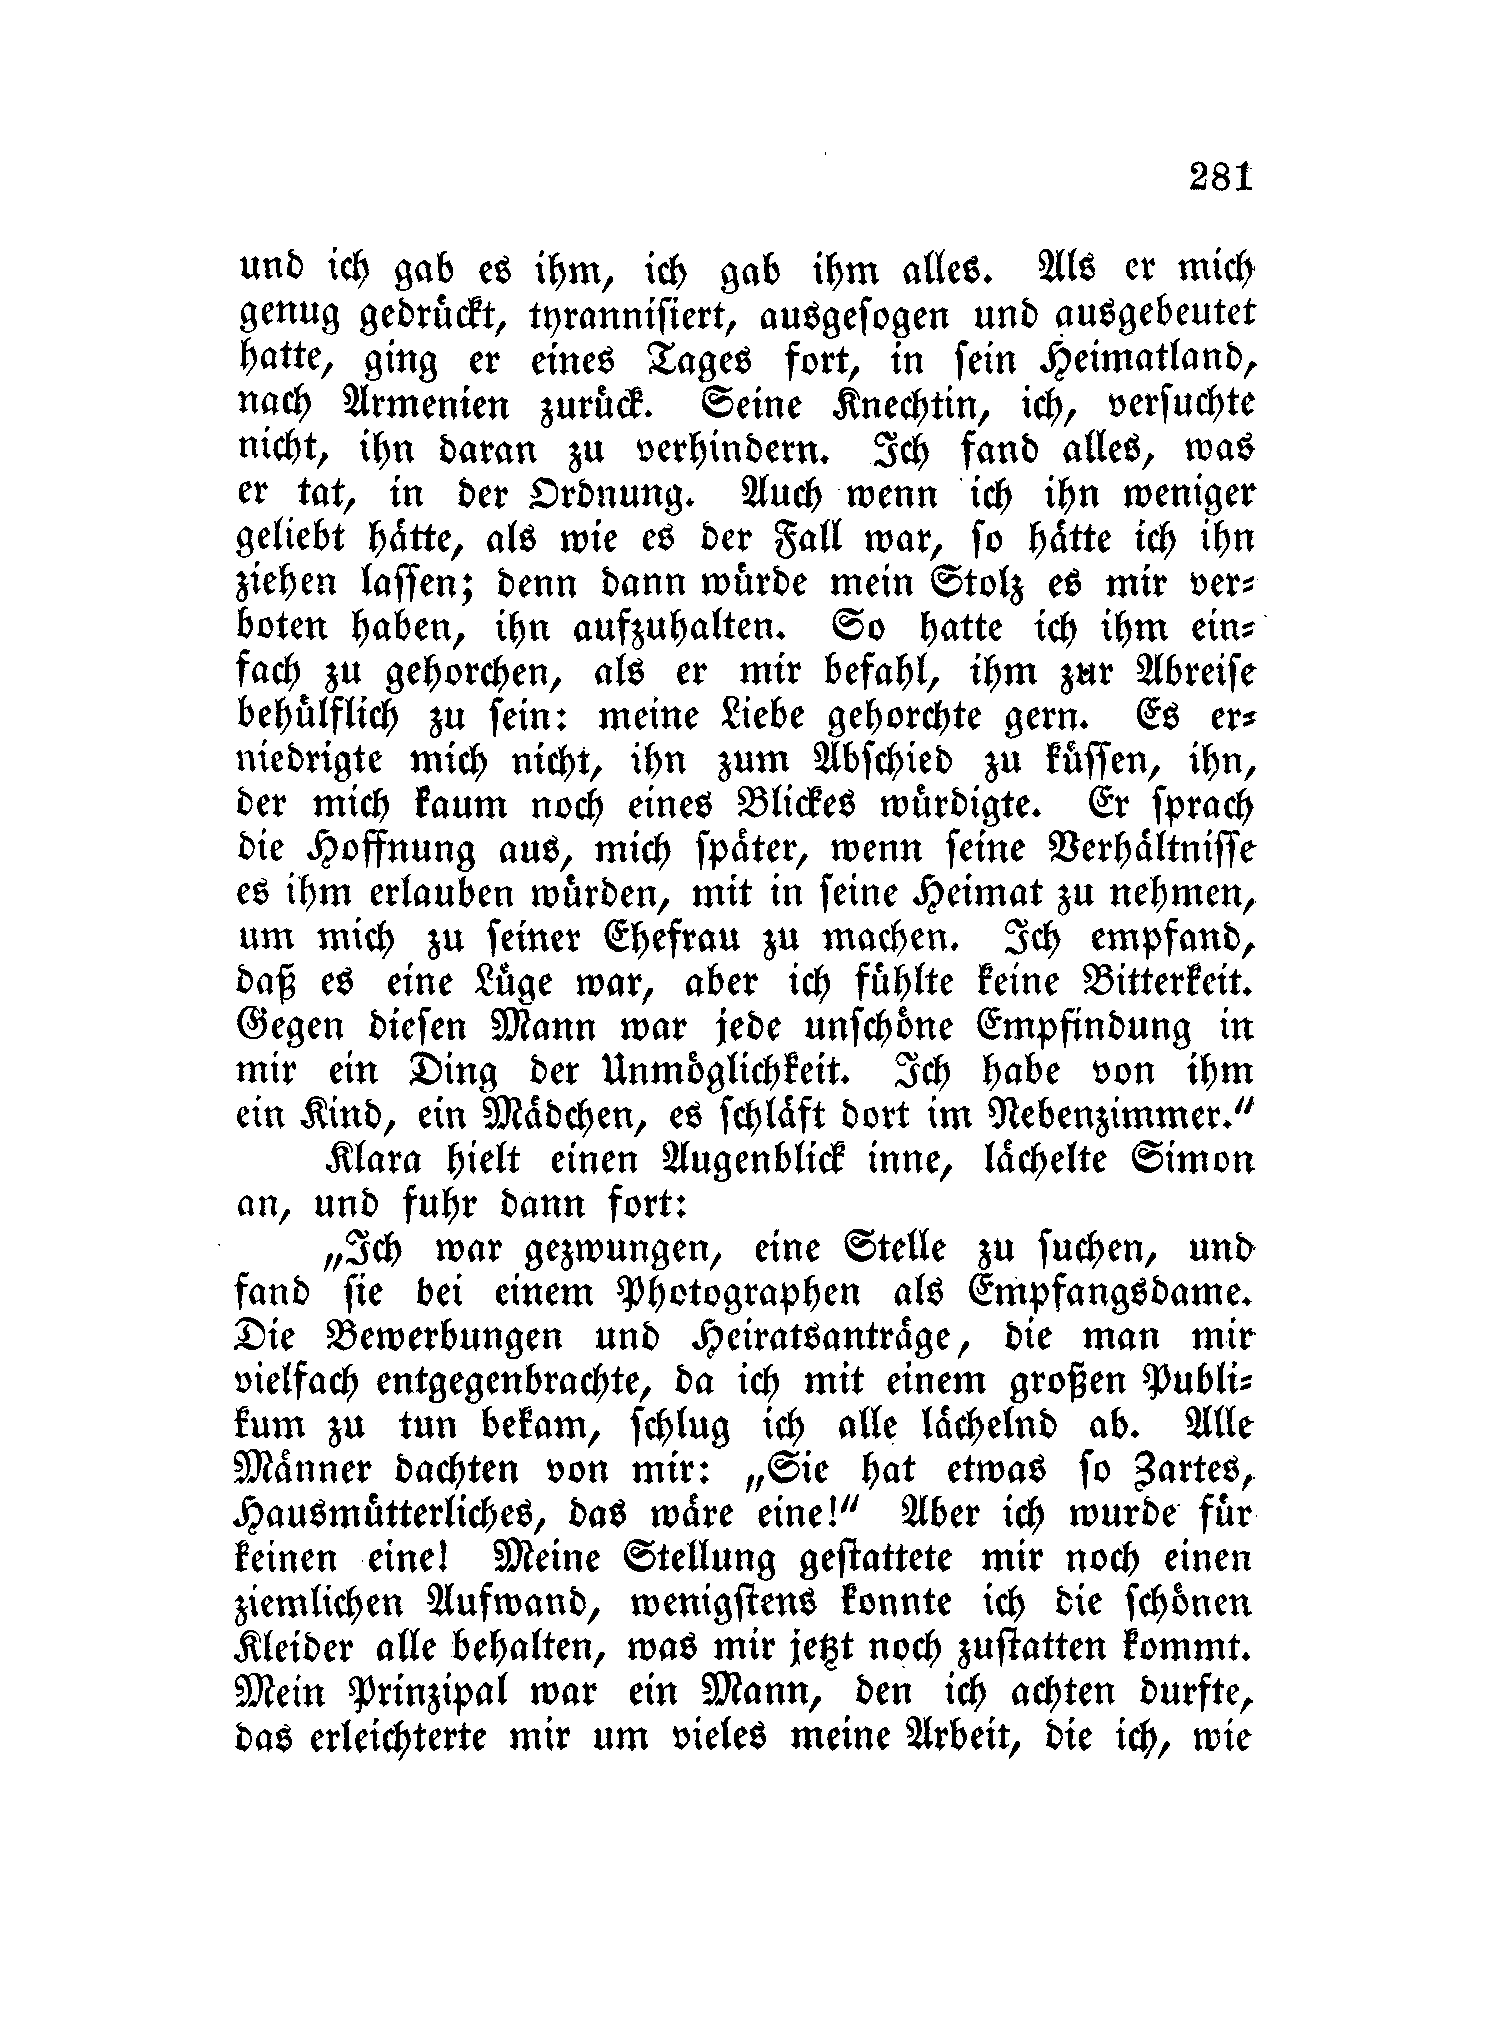 281
und ich gab es ihm, ich gab ihm alles. Als er mich
genug gedrückt, tyrannisiert, ausgesogen und ausgebeutet
hatte, ging er eines Tages fort, in sein Heimatland,
nach Armenien zurück. Seine Knechtin, ich, versuchte
nicht, ihn daran zu verhindern. Ich fand alles, was
er tat, in der Ordnung. Auch wenn ich ihn weniger
geliebt hätte, als wie es der Fall war, so hätte ich ihn
ziehen lassen; denn dann würde mein Stolz es mir ver-
boten haben, ihn aufzuhalten. So hatte ich ihm ein-
fach zu gehorchen, als er mir befahl, ihm zur Abreise
behülflich zu sein: meine Liebe gehorchte gern. Es er-
niedrigte mich nicht, ihn zum Abschied zu küssen, ihn,
der mich kaum noch eines Blickes würdigte. Er sprach
die Hoffnung aus, mich später, wenn seine Verhältnisse
es ihm erlauben würden, mit in seine Heimat zu nehmen,
um mich zu seiner Ehefrau zu machen. Ich empfand,
daß es eine Lüge war, aber ich fühlte keine Bitterkeit.
Gegen diesen Mann war jede unschöne Empfindung in
mir ein Ding der Unmöglichkeit. Ich habe von ihm
ein Kind, ein Mädchen, es schläft dort im Nebenzimmer.“
Klara hielt einen Augenblick inne, lächelte Simon
an, und fuhr dann fort:
„Ich war gezwungen, eine Stelle zu suchen, und
fand sie bei einem Photographen als Empfangsdame.
Die Bewerbungen und Heiratsanträge, die man mir
vielfach entgegenbrachte, da ich mit einem großen Publi-
kum zu tun bekam, schlug ich alle lächelnd ab. Alle
Männer dachten von mir: „Sie hat etwas so Zartes,
Hausmütterliches, das wäre eine!“ Aber ich wurde für
keinen eine! Meine Stellung gestattete mir noch einen
ziemlichen Aufwand, wenigstens konnte ich die schönen
Kleider alle behalten, was mir jetzt noch zustatten kommt.
Mein Prinzipal war ein Mann, den ich achten durfte,
das erleichterte mir um vieles meine Arbeit, die ich, wie